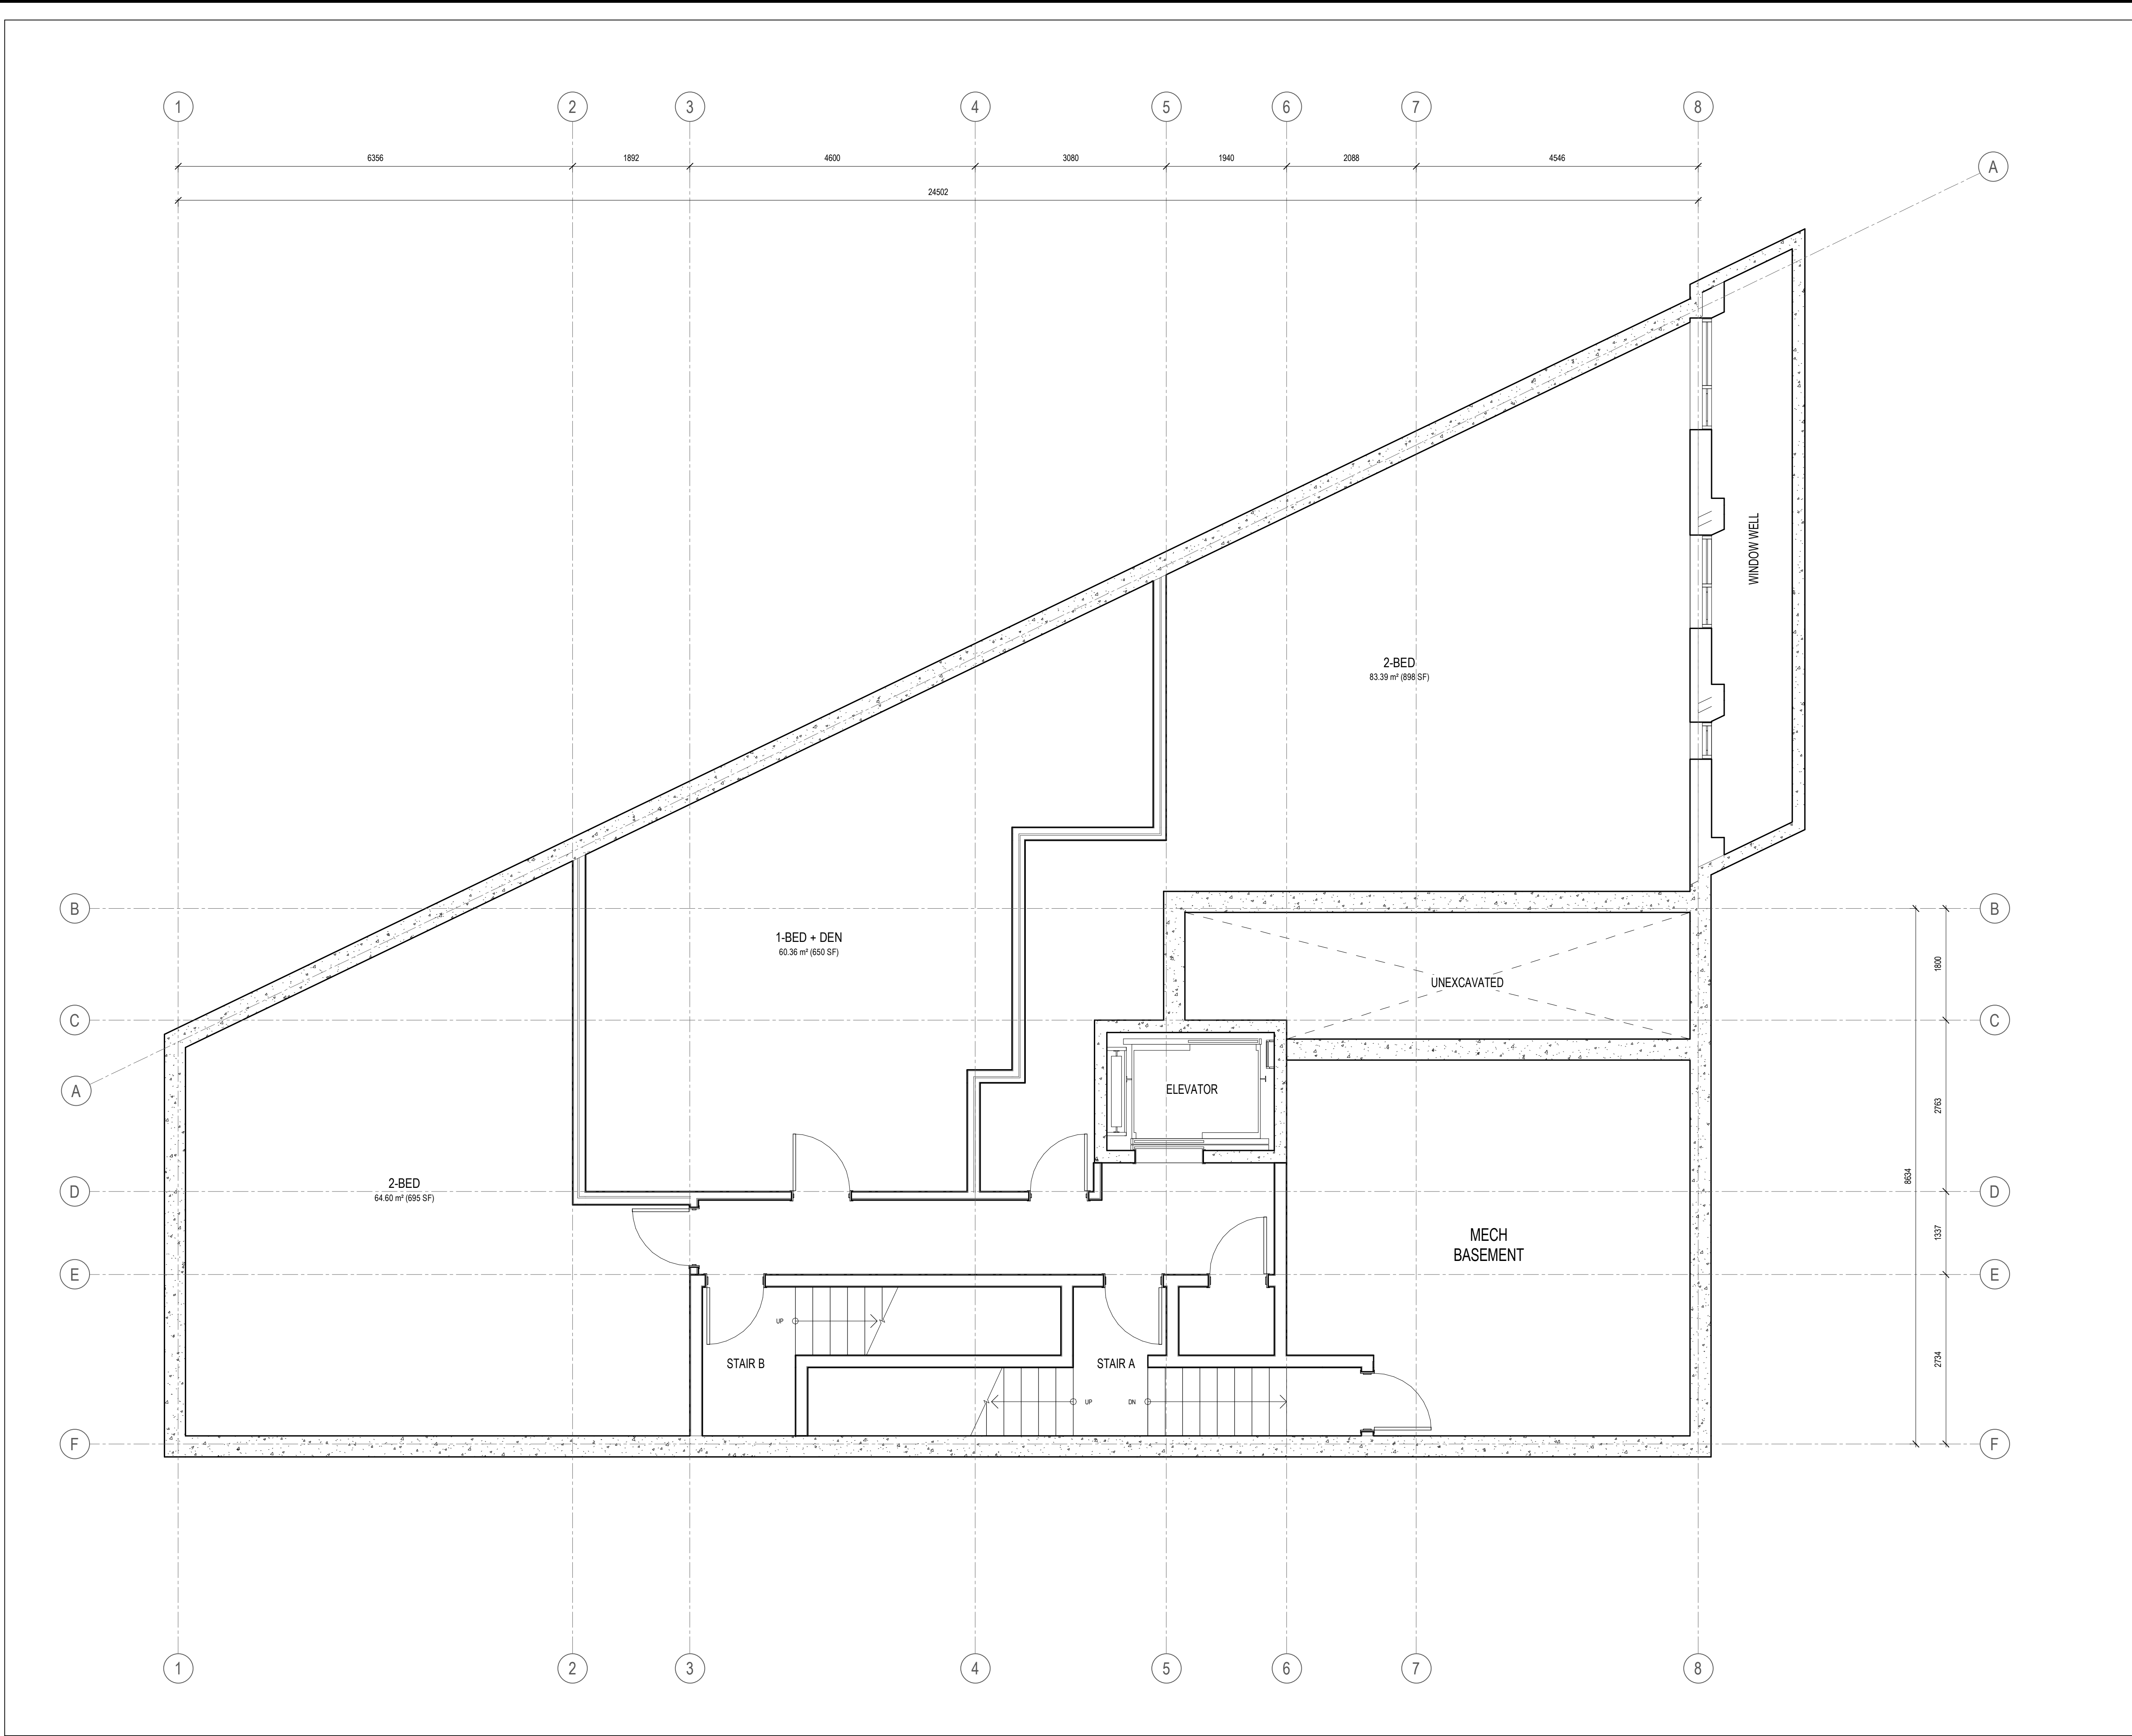 1 2 3 4 5 6 7 8
6356 1892 4600 3080 1940 2088 4546
A
24502
WINDOW WELL
2-BED
83.39 m² (898 SF)
B B
1-BED + DEN
60.36 m² (650 SF)
1800
UNEXCAVATED
C C
A
ELEVATOR
2763
2-BED
64.60 m² (695 SF)
D D
8634
1337
MECH
BASEMENT
E E
UP
STAIR B
STAIR A
2734
UP DN
F F
1 2 3 4 5 6 7 8